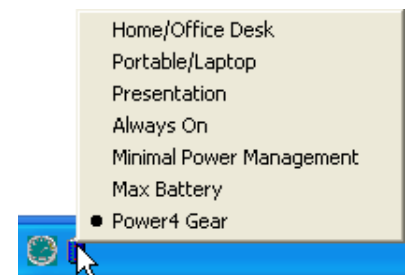 Home/Office Desk
Portable/Laptop
Presentation
Always On
Minimal Power Management
Max Battery
Power4 Gear